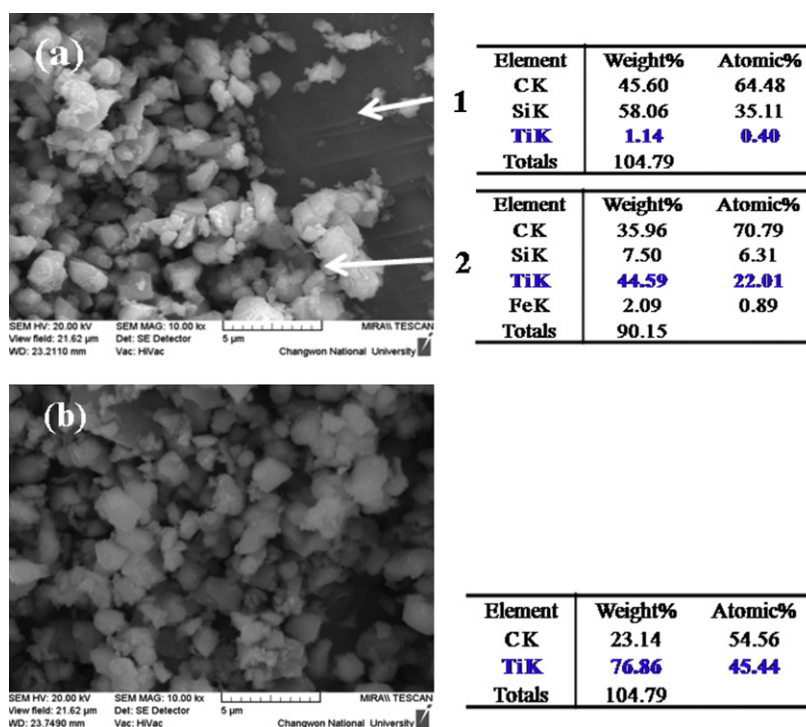 (a)
SEM HV: 20.00 kV SEM MAG: 10.00 kx MIRA\\ TESCAN
View field: 21.62 µm Det: SE Detector 5 µm
WD: 23.2110 mm Vac: HiVac Changwon National University
1
Element Weight% Atomic%
CK 45.60 64.48
SiK 58.06 35.11
TiK 1.14 0.40
Totals 104.79
2
Element Weight% Atomic%
CK 35.96 70.79
SiK 7.50 6.31
TiK 44.59 22.01
FeK 2.09 0.89
Totals 90.15
(b)
SEM HV: 20.00 kV SEM MAG: 10.00 kx MIRA\\ TESCAN
View field: 21.62 µm Det: SE Detector 5 µm
WD: 23.7490 mm Vac: HiVac Changwon National University
Element Weight% Atomic%
CK 23.14 54.56
TiK 76.86 45.44
Totals 104.79